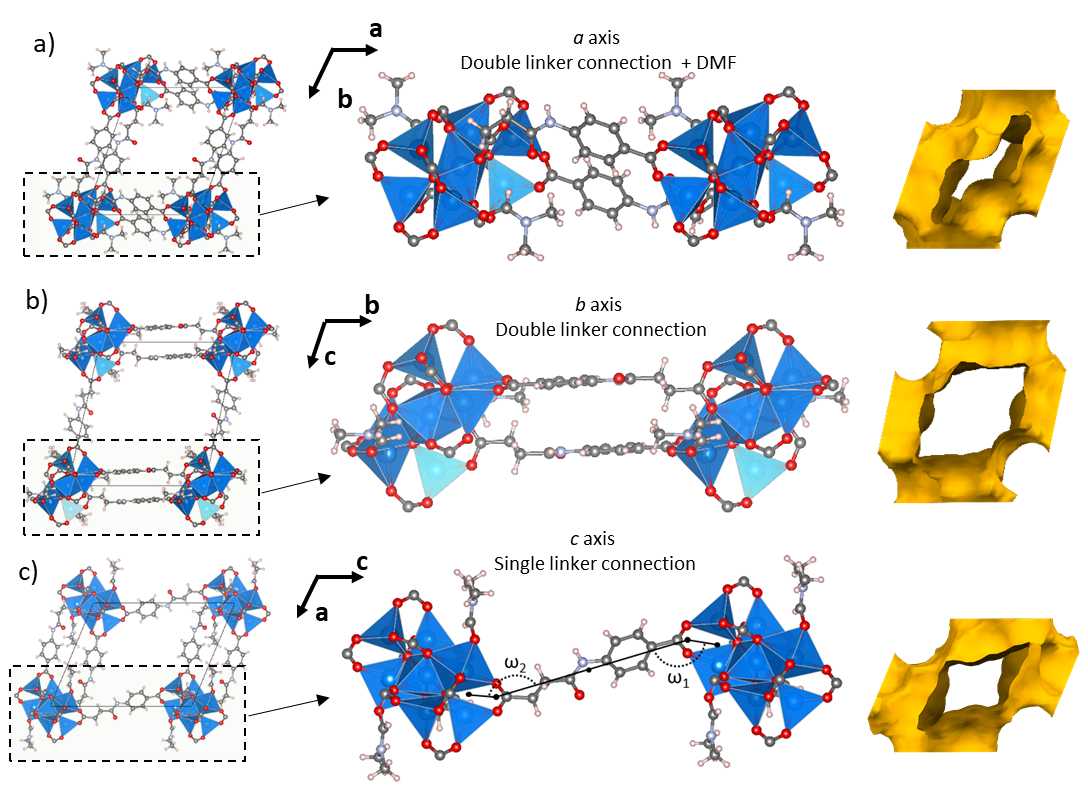 a)
a
b
a axis
Double linker connection + DMF
b)
b
c
b axis
Double linker connection
c)
c
a
c axis
Single linker connection
ω2
ω1